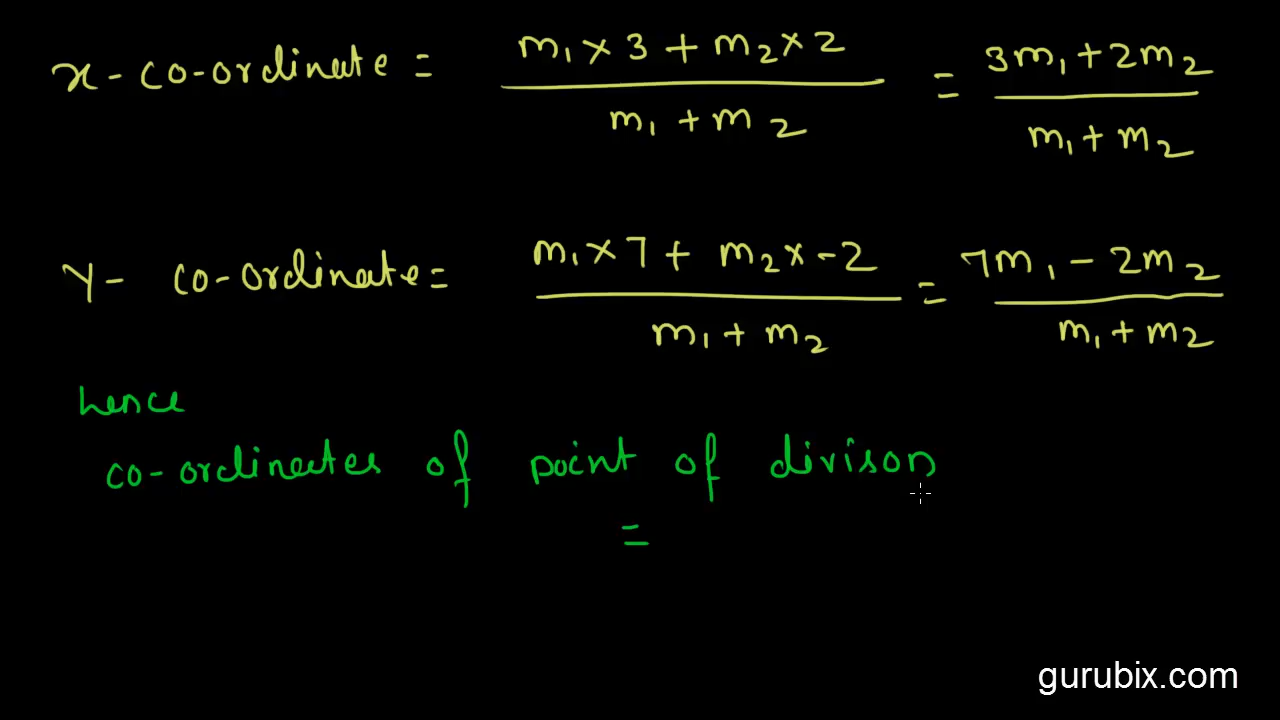 x-co-ordinate = m₁×3+m₂×2 / m₁+m₂ = 3m₁+2m₂ / m₁+m₂
Y- co-ordinate= m₁×7+ m₂×-2 / m₁+m₂ = 7m₁-2m₂ / m₁+m₂
hence
co-ordinates of point of divison
=
gurubix.com